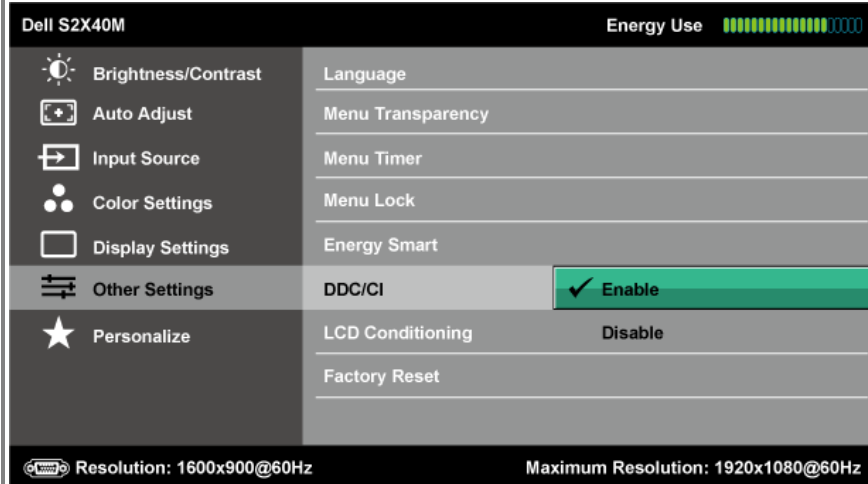 Dell S2X40M Energy Use
Brightness/Contrast Language
Auto Adjust Menu Transparency
Input Source Menu Timer
Color Settings Menu Lock
Display Settings Energy Smart
Other Settings DDC/CI Enable
Personalize LCD Conditioning Disable
Factory Reset
Resolution: 1600x900@60Hz Maximum Resolution: 1920x1080@60Hz